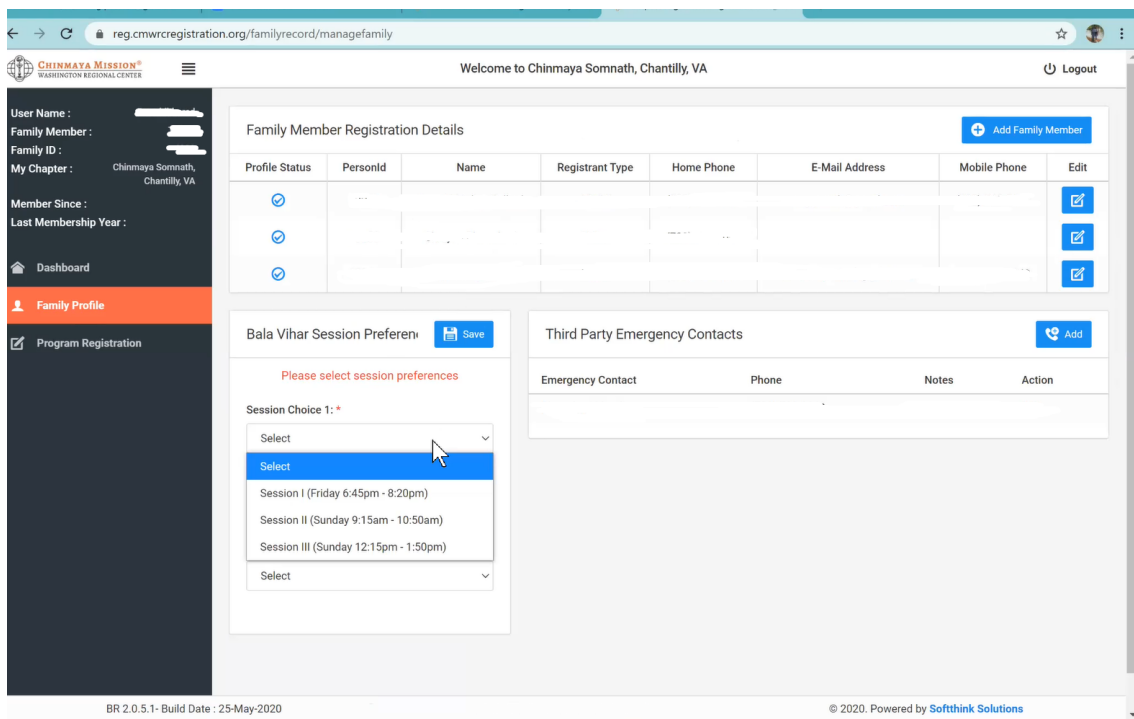 reg.cmwrcregistration.org/familyrecord/managefamily
CHINMAYA MISSION®
WASHINGTON REGIONAL CENTER
Welcome to Chinmaya Somnath, Chantilly, VA
Logout
User Name :
Family Member :
Family ID :
My Chapter : Chinmaya Somnath,
Chantilly, VA
Member Since :
Last Membership Year :
Dashboard
Family Profile
Program Registration
Family Member Registration Details
Add Family Member
Profile Status PersonId Name Registrant Type Home Phone E-Mail Address Mobile Phone Edit
Bala Vihar Session Preferen
Save
Please select session preferences
Session Choice 1: *
Select
Select
Session I (Friday 6:45pm - 8:20pm)
Session II (Sunday 9:15am - 10:50am)
Session III (Sunday 12:15pm - 1:50pm)
Select
Third Party Emergency Contacts
Add
Emergency Contact Phone Notes Action
BR 2.0.5.1- Build Date : 25-May-2020
© 2020. Powered by Softthink Solutions